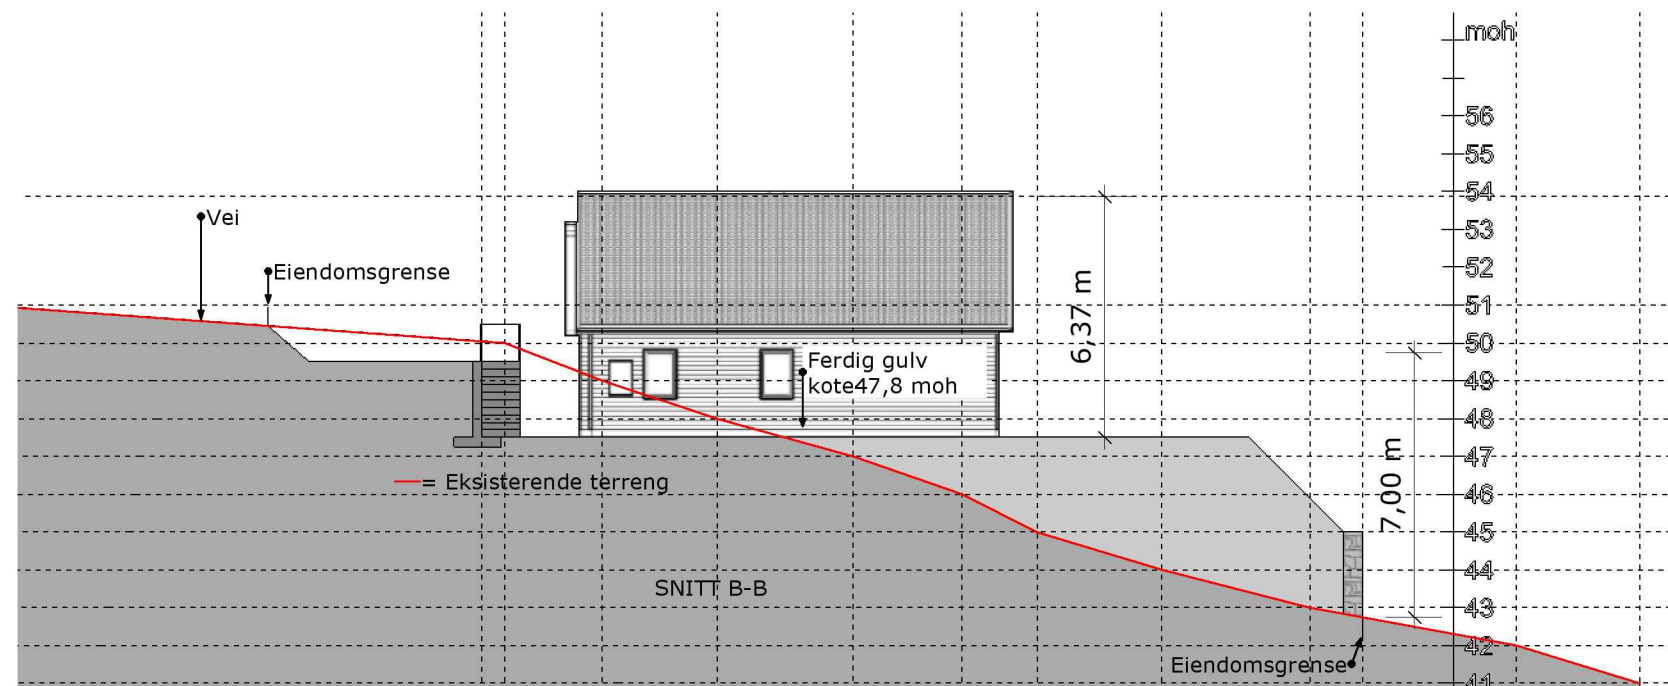 moh
56
55
54
53
52
51
50
49
48
47
46
45
44
43
42
41
Vei
Eiendomsgrense
6,37 m
Ferdig gulv
kote47,8 moh
7,00 m
= Eksisterende terreng
SNITT B-B
Eiendomsgrense